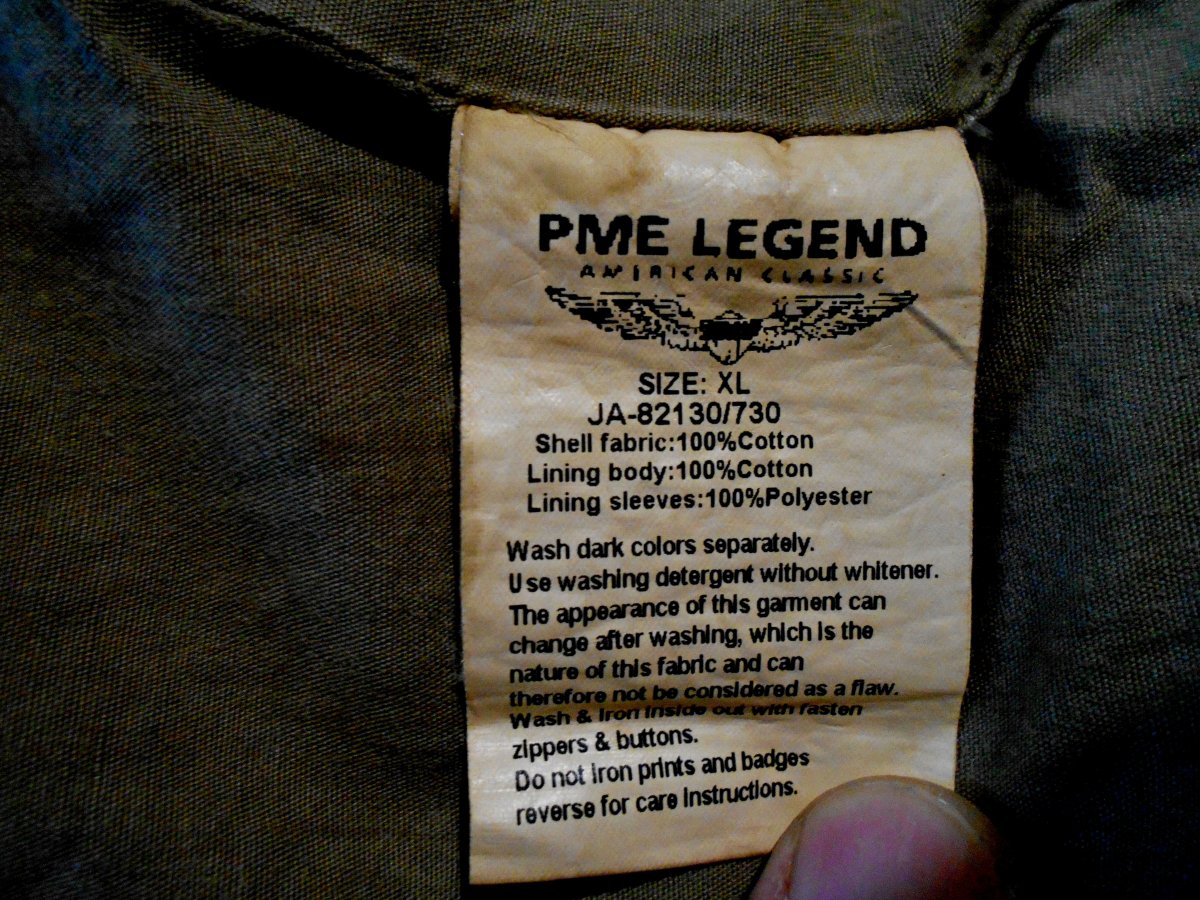 PME LEGEND
AMERICAN CLASSIC
SIZE: XL
JA-82130/730
Shell fabric:100%Cotton
Lining body:100%Cotton
Lining sleeves:100%Polyester
Wash dark colors separately.
Use washing detergent without whitener.
The appearance of this garment can
change after washing, which is the
nature of this fabric and can
therefore not be considered as a flaw.
Wash & iron inside out with fasten
zippers & buttons.
Do not iron prints and badges
reverse for care instructions.